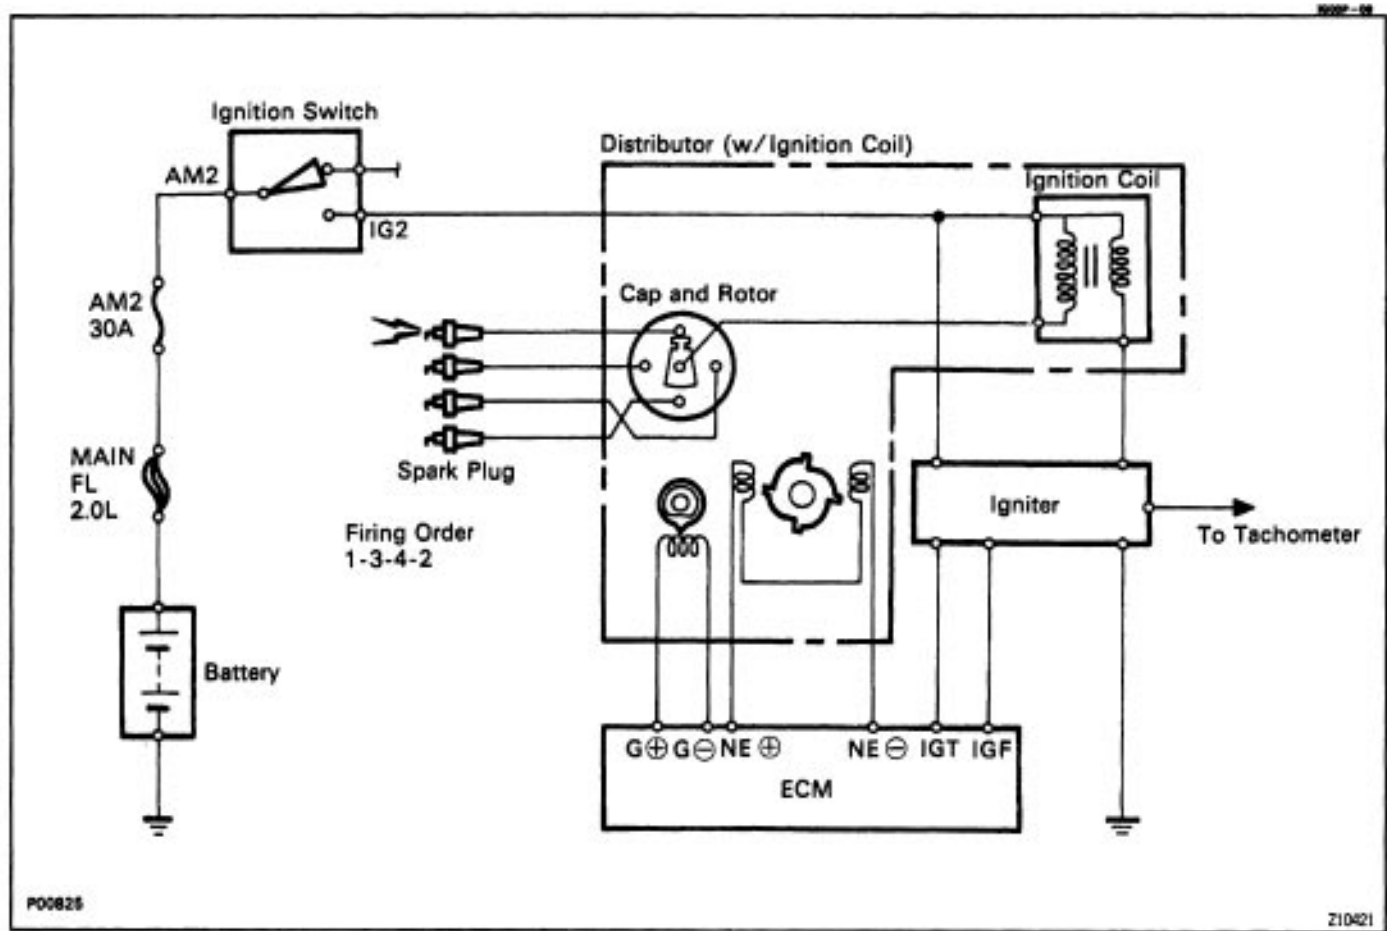 Ignition Switch
AM2
IG2
AM2
30A
MAIN
FL
2.0L
Battery
Distributor (w/Ignition Coil)
Ignition Coil
Cap and Rotor
Spark Plug
Firing Order
1-3-4-2
Igniter
To Tachometer
G⊕ G⊖ NE ⊕ NE ⊖ IGT IGF
ECM
P00825
Z10421